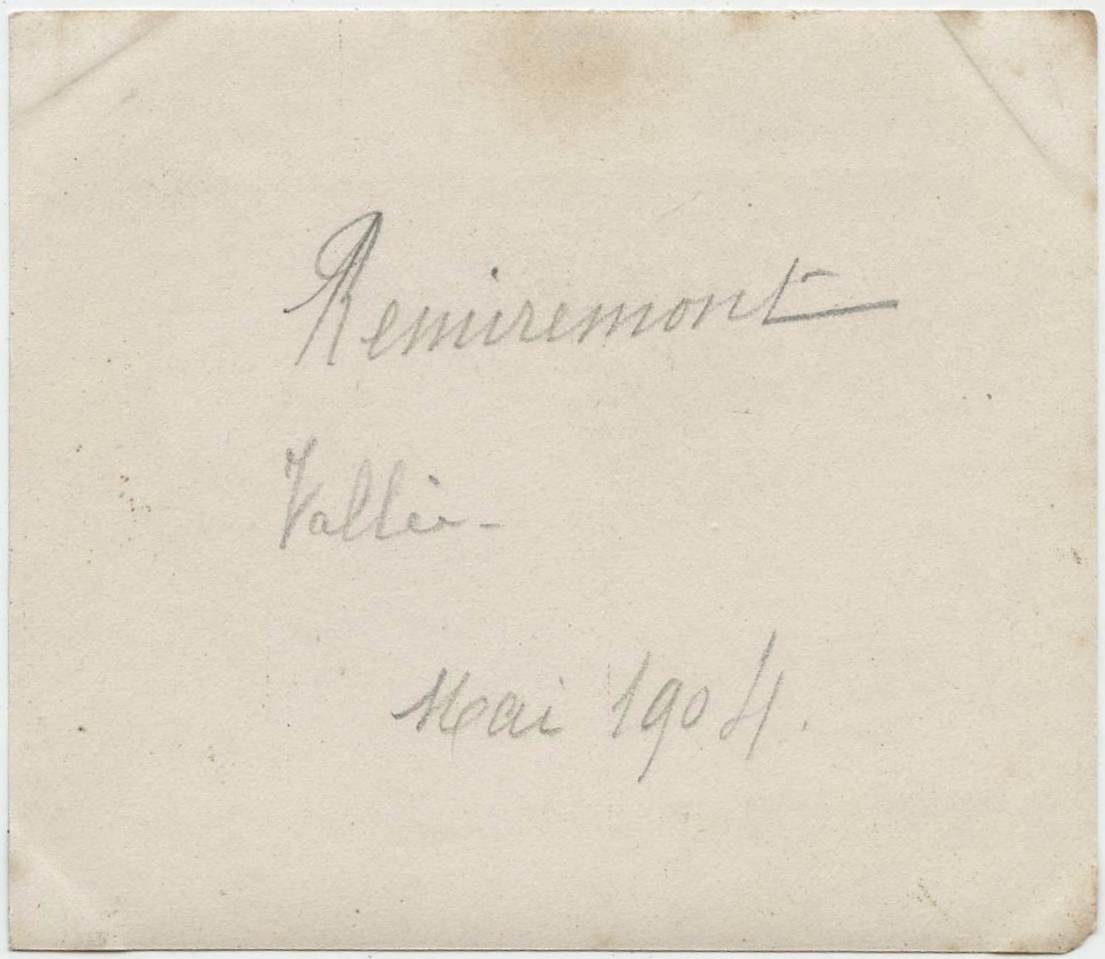 Remiremont
Vallée -
Mai 1904.